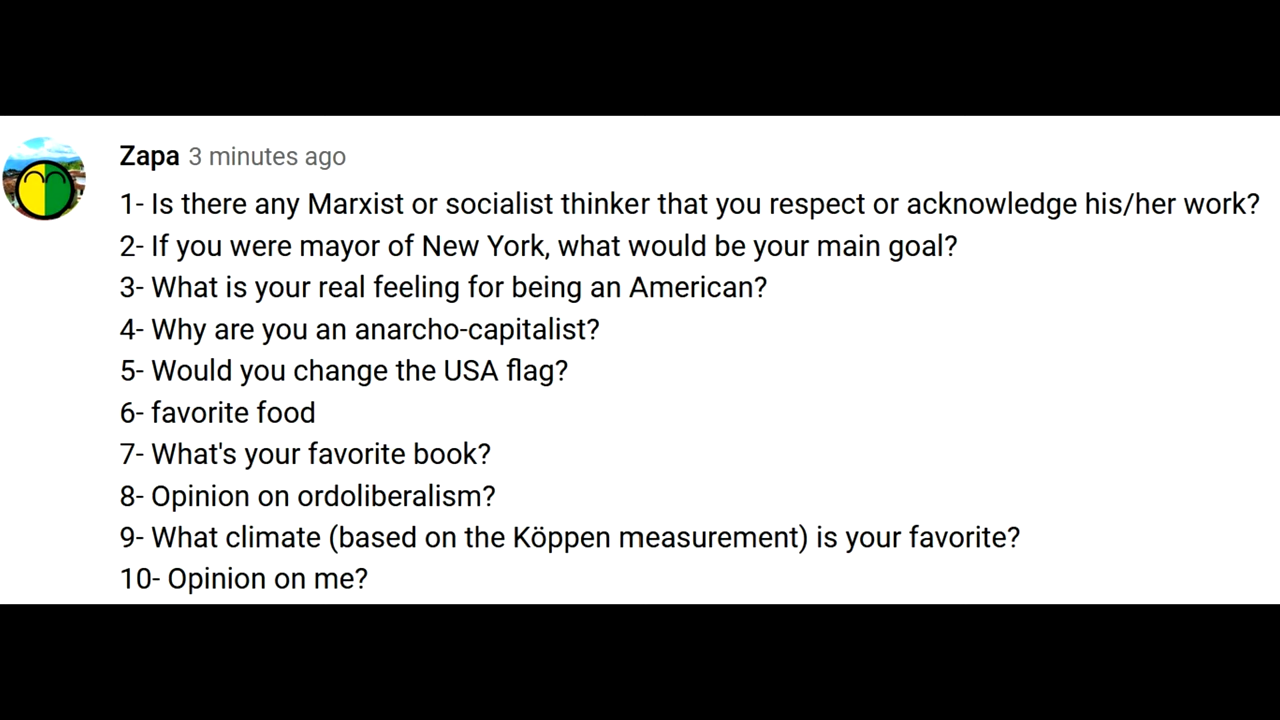 Zapa 3 minutes ago
1- Is there any Marxist or socialist thinker that you respect or acknowledge his/her work?
2- If you were mayor of New York, what would be your main goal?
3- What is your real feeling for being an American?
4- Why are you an anarcho-capitalist?
5- Would you change the USA flag?
6- favorite food
7- What's your favorite book?
8- Opinion on ordoliberalism?
9- What climate (based on the Köppen measurement) is your favorite?
10- Opinion on me?